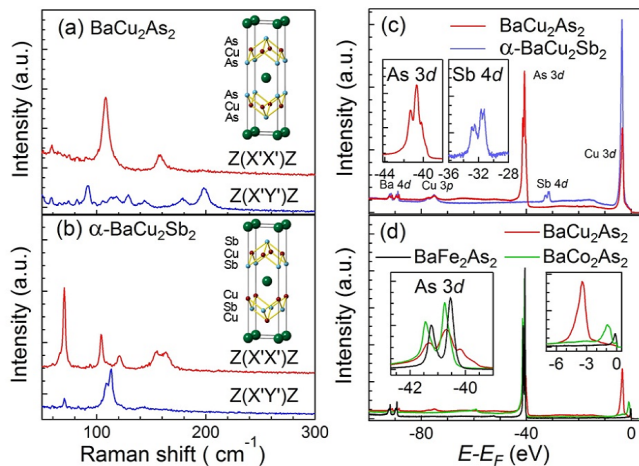 (a) BaCu₂As₂
As
Cu
As
As
Cu
As
Z(X'X')Z
Z(X'Y')Z
Intensity (a.u.)
(b) α-BaCu₂Sb₂
Sb
Cu
Sb
Cu
Sb
Cu
Z(X'X')Z
Z(X'Y')Z
Intensity (a.u.)
100 200 300
Raman shift ( cm⁻¹)
(c)
BaCu₂As₂
α-BaCu₂Sb₂
As 3d
Sb 4d
-44 -40 -36
-32 -28
As 3d
Cu 3d
Ba 4d
Cu 3p
Sb 4d
Intensity (a.u.)
(d)
BaCu₂As₂
BaFe₂As₂
BaCo₂As₂
As 3d
-42 -40
-6 -3 0
Intensity (a.u.)
-80 -40 0
E-E_F (eV)